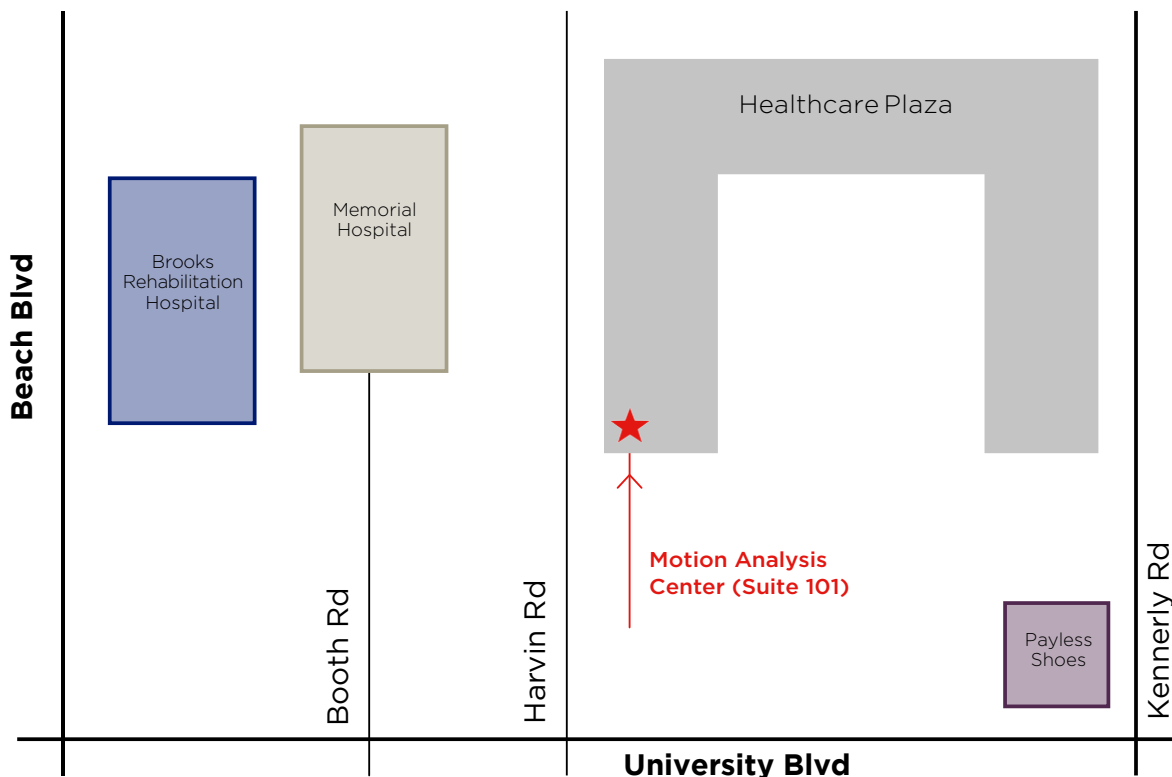 Healthcare Plaza
Memorial
Hospital
Brooks
Rehabilitation
Hospital
Beach Blvd
Motion Analysis
Center (Suite 101)
Booth Rd
Harvin Rd
Payless
Shoes
Kennerly Rd
University Blvd